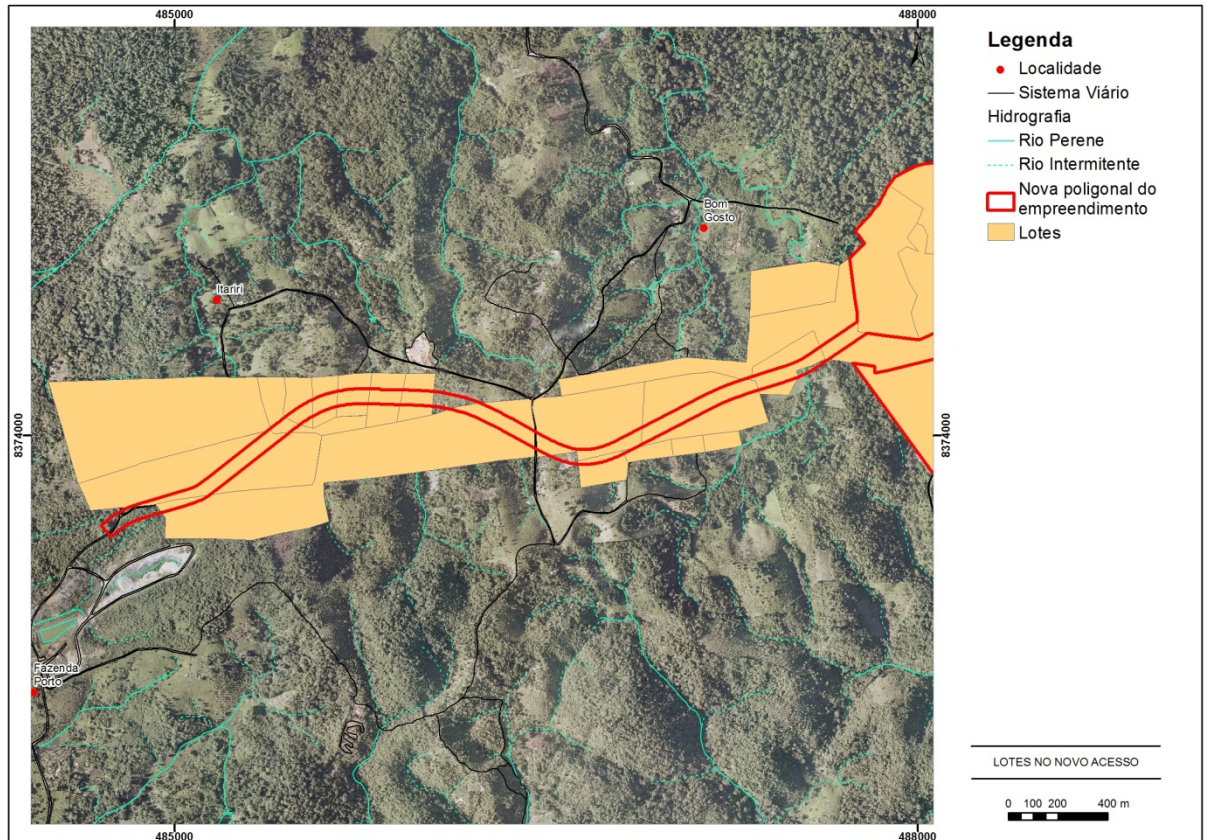 485000
488000
Legenda
Localidade
Sistema Viário
Hidrografia
Rio Perene
Rio Intermitente
Nova poligonal do
empreendimento
Lotes
Bom
Gosto
Itariri
8374000
8374000
Fazenda
Porto
LOTES NO NOVO ACESSO
0 100 200 400 m
485000
488000